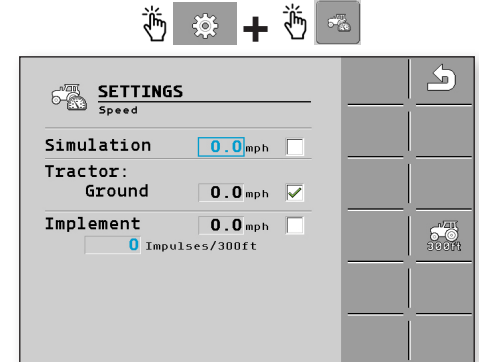 SETTINGS
Speed
Simulation 0.0 mph
Tractor:
Ground 0.0 mph
Implement 0.0 mph
0 Impulses/300ft
300ft